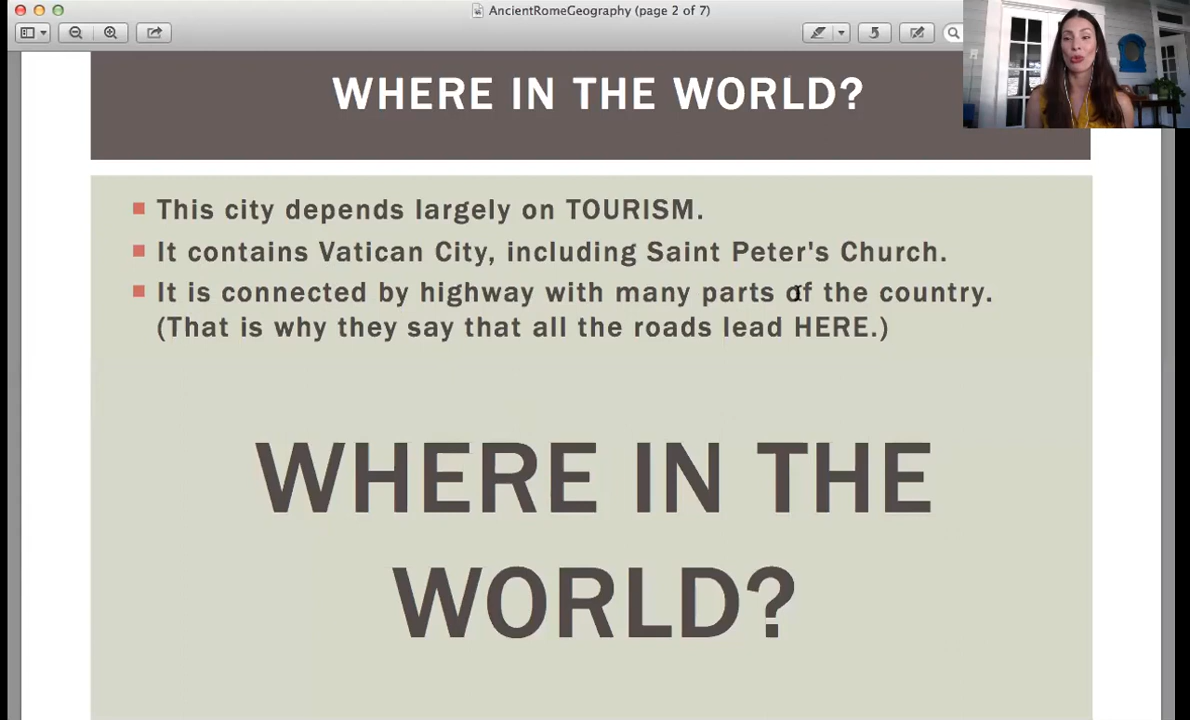 AncientRomeGeography (page 2 of 7)
WHERE IN THE WORLD?
This city depends largely on TOURISM.
It contains Vatican City, including Saint Peter's Church.
It is connected by highway with many parts of the country.
(That is why they say that all the roads lead HERE.)
WHERE IN THE
WORLD?